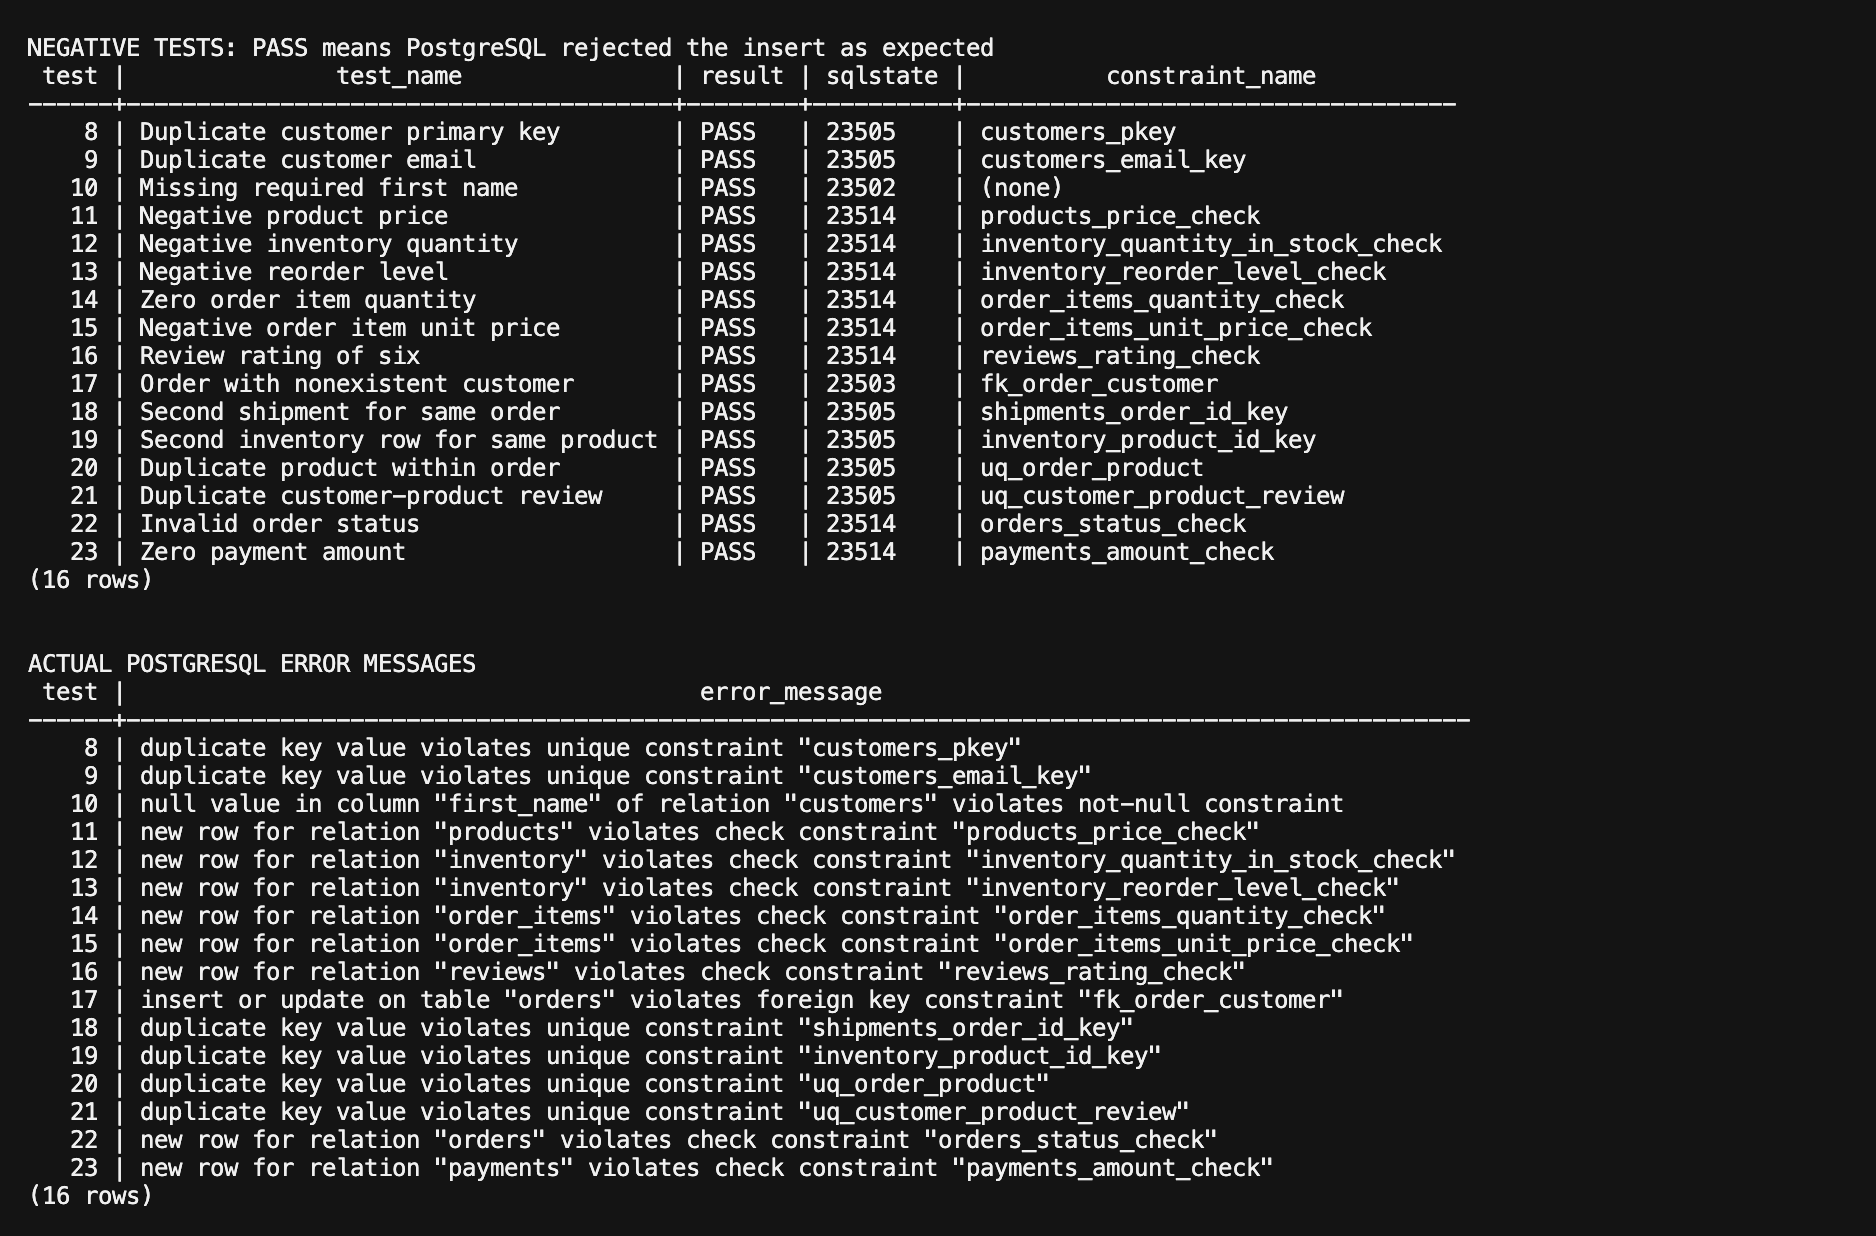 NEGATIVE TESTS: PASS means PostgreSQL rejected the insert as expected
 test |               test_name               | result | sqlstate |          constraint_name
------+---------------------------------------+--------+----------+-----------------------------------
    8 | Duplicate customer primary key        | PASS   | 23505    | customers_pkey
    9 | Duplicate customer email              | PASS   | 23505    | customers_email_key
   10 | Missing required first name           | PASS   | 23502    | (none)
   11 | Negative product price                | PASS   | 23514    | products_price_check
   12 | Negative inventory quantity           | PASS   | 23514    | inventory_quantity_in_stock_check
   13 | Negative reorder level                | PASS   | 23514    | inventory_reorder_level_check
   14 | Zero order item quantity              | PASS   | 23514    | order_items_quantity_check
   15 | Negative order item unit price        | PASS   | 23514    | order_items_unit_price_check
   16 | Review rating of six                  | PASS   | 23514    | reviews_rating_check
   17 | Order with nonexistent customer       | PASS   | 23503    | fk_order_customer
   18 | Second shipment for same order        | PASS   | 23505    | shipments_order_id_key
   19 | Second inventory row for same product | PASS   | 23505    | inventory_product_id_key
   20 | Duplicate product within order        | PASS   | 23505    | uq_order_product
   21 | Duplicate customer-product review     | PASS   | 23505    | uq_customer_product_review
   22 | Invalid order status                  | PASS   | 23514    | orders_status_check
   23 | Zero payment amount                   | PASS   | 23514    | payments_amount_check
(16 rows)

ACTUAL POSTGRESQL ERROR MESSAGES
 test |                                         error_message
------+------------------------------------------------------------------------------------------------
    8 | duplicate key value violates unique constraint "customers_pkey"
    9 | duplicate key value violates unique constraint "customers_email_key"
   10 | null value in column "first_name" of relation "customers" violates not-null constraint
   11 | new row for relation "products" violates check constraint "products_price_check"
   12 | new row for relation "inventory" violates check constraint "inventory_quantity_in_stock_check"
   13 | new row for relation "inventory" violates check constraint "inventory_reorder_level_check"
   14 | new row for relation "order_items" violates check constraint "order_items_quantity_check"
   15 | new row for relation "order_items" violates check constraint "order_items_unit_price_check"
   16 | new row for relation "reviews" violates check constraint "reviews_rating_check"
   17 | insert or update on table "orders" violates foreign key constraint "fk_order_customer"
   18 | duplicate key value violates unique constraint "shipments_order_id_key"
   19 | duplicate key value violates unique constraint "inventory_product_id_key"
   20 | duplicate key value violates unique constraint "uq_order_product"
   21 | duplicate key value violates unique constraint "uq_customer_product_review"
   22 | new row for relation "orders" violates check constraint "orders_status_check"
   23 | new row for relation "payments" violates check constraint "payments_amount_check"
(16 rows)